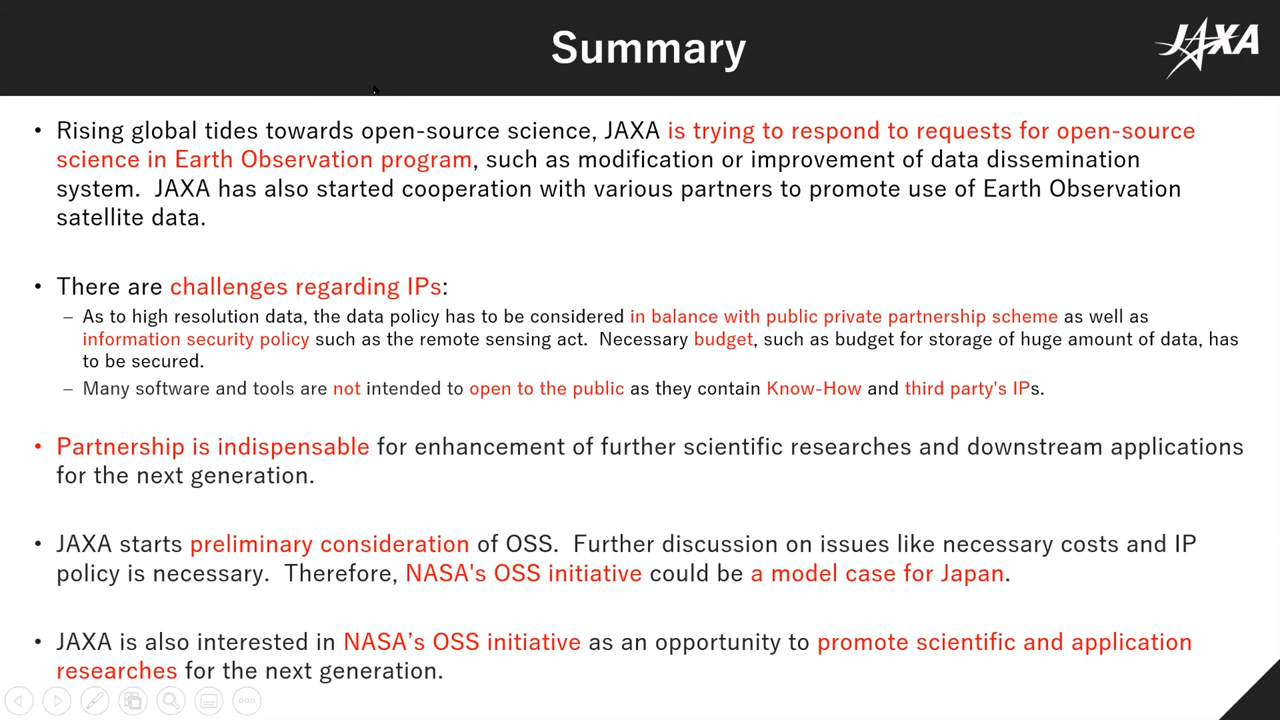 Summary
JAXA
• Rising global tides towards open-source science, JAXA is trying to respond to requests for open-source
science in Earth Observation program, such as modification or improvement of data dissemination
system.  JAXA has also started cooperation with various partners to promote use of Earth Observation
satellite data.
• There are challenges regarding IPs:
– As to high resolution data, the data policy has to be considered in balance with public private partnership scheme as well as
information security policy such as the remote sensing act.  Necessary budget, such as budget for storage of huge amount of data, has
to be secured.
– Many software and tools are not intended to open to the public as they contain Know-How and third party's IPs.
• Partnership is indispensable for enhancement of further scientific researches and downstream applications
for the next generation.
• JAXA starts preliminary consideration of OSS.  Further discussion on issues like necessary costs and IP
policy is necessary.  Therefore, NASA's OSS initiative could be a model case for Japan.
• JAXA is also interested in NASA’s OSS initiative as an opportunity to promote scientific and application
researches for the next generation.